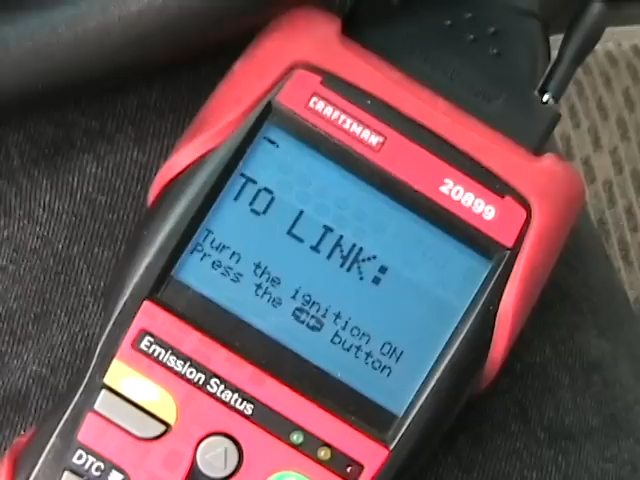 CRAFTSMAN
20899
TO LINK:
Turn the ignition ON
Press the button
Emission Status
DTC